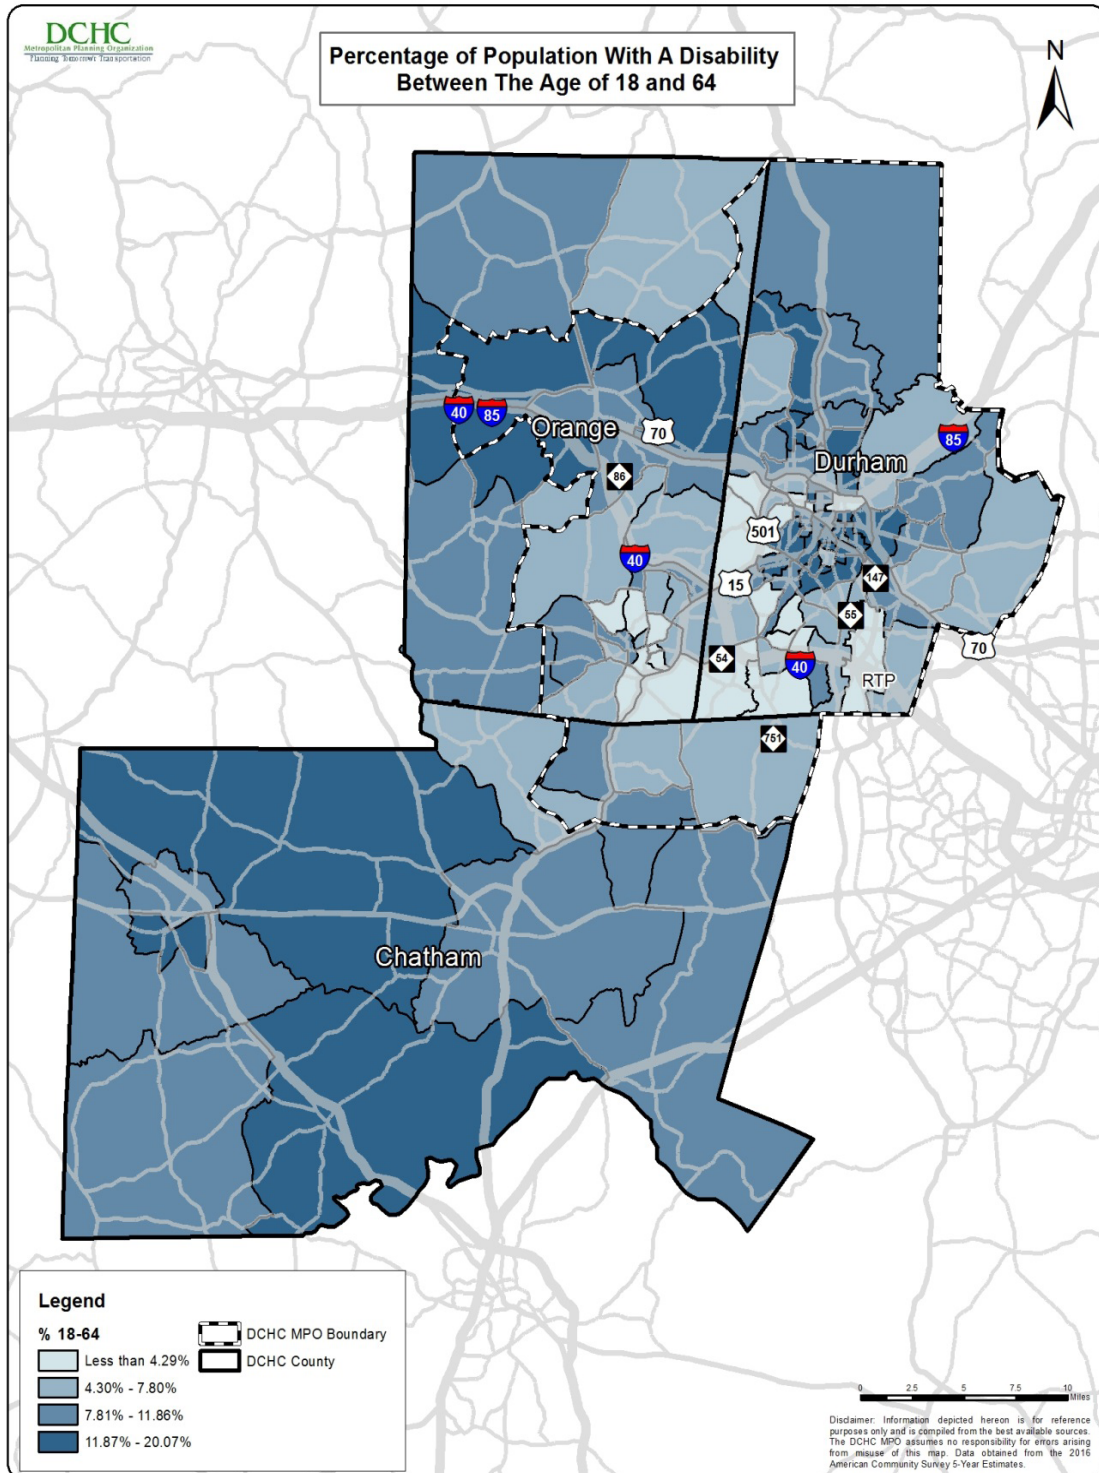 DCHC
Metropolitan Planning Organization
Planning Tomorrow's Transportation
Percentage of Population With A Disability
Between The Age of 18 and 64
N
40
85
Orange
70
86
85
Durham
501
40
15
147
55
54
40
70
RTP
751
Chatham
Legend
% 18-64
Less than 4.29%
4.30% - 7.80%
7.81% - 11.86%
11.87% - 20.07%
DCHC MPO Boundary
DCHC County
0 2.5 5 7.5 10
Miles
Disclaimer: Information depicted hereon is for reference
purposes only and is compiled from the best available sources.
The DCHC MPO assumes no responsibility for errors arising
from misuse of this map. Data obtained from the 2016
American Community Survey 5-Year Estimates.